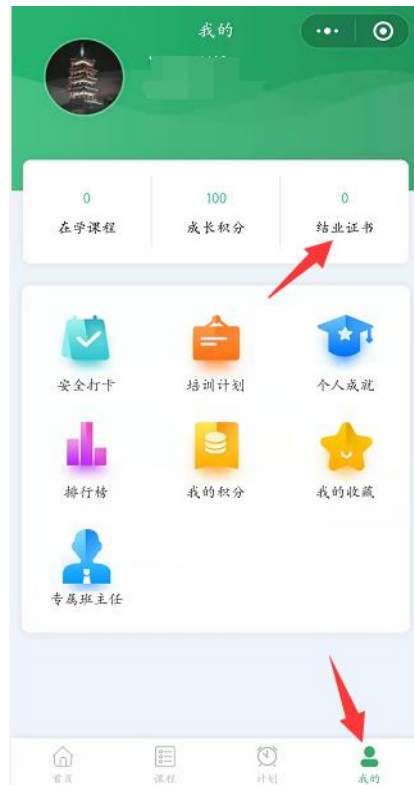 我的
0 100 0
在学课程 成长积分 结业证书
安全打卡 培训计划 个人成就
排行榜 我的积分 我的收藏
专属班主任
首页 课程 计划 我的